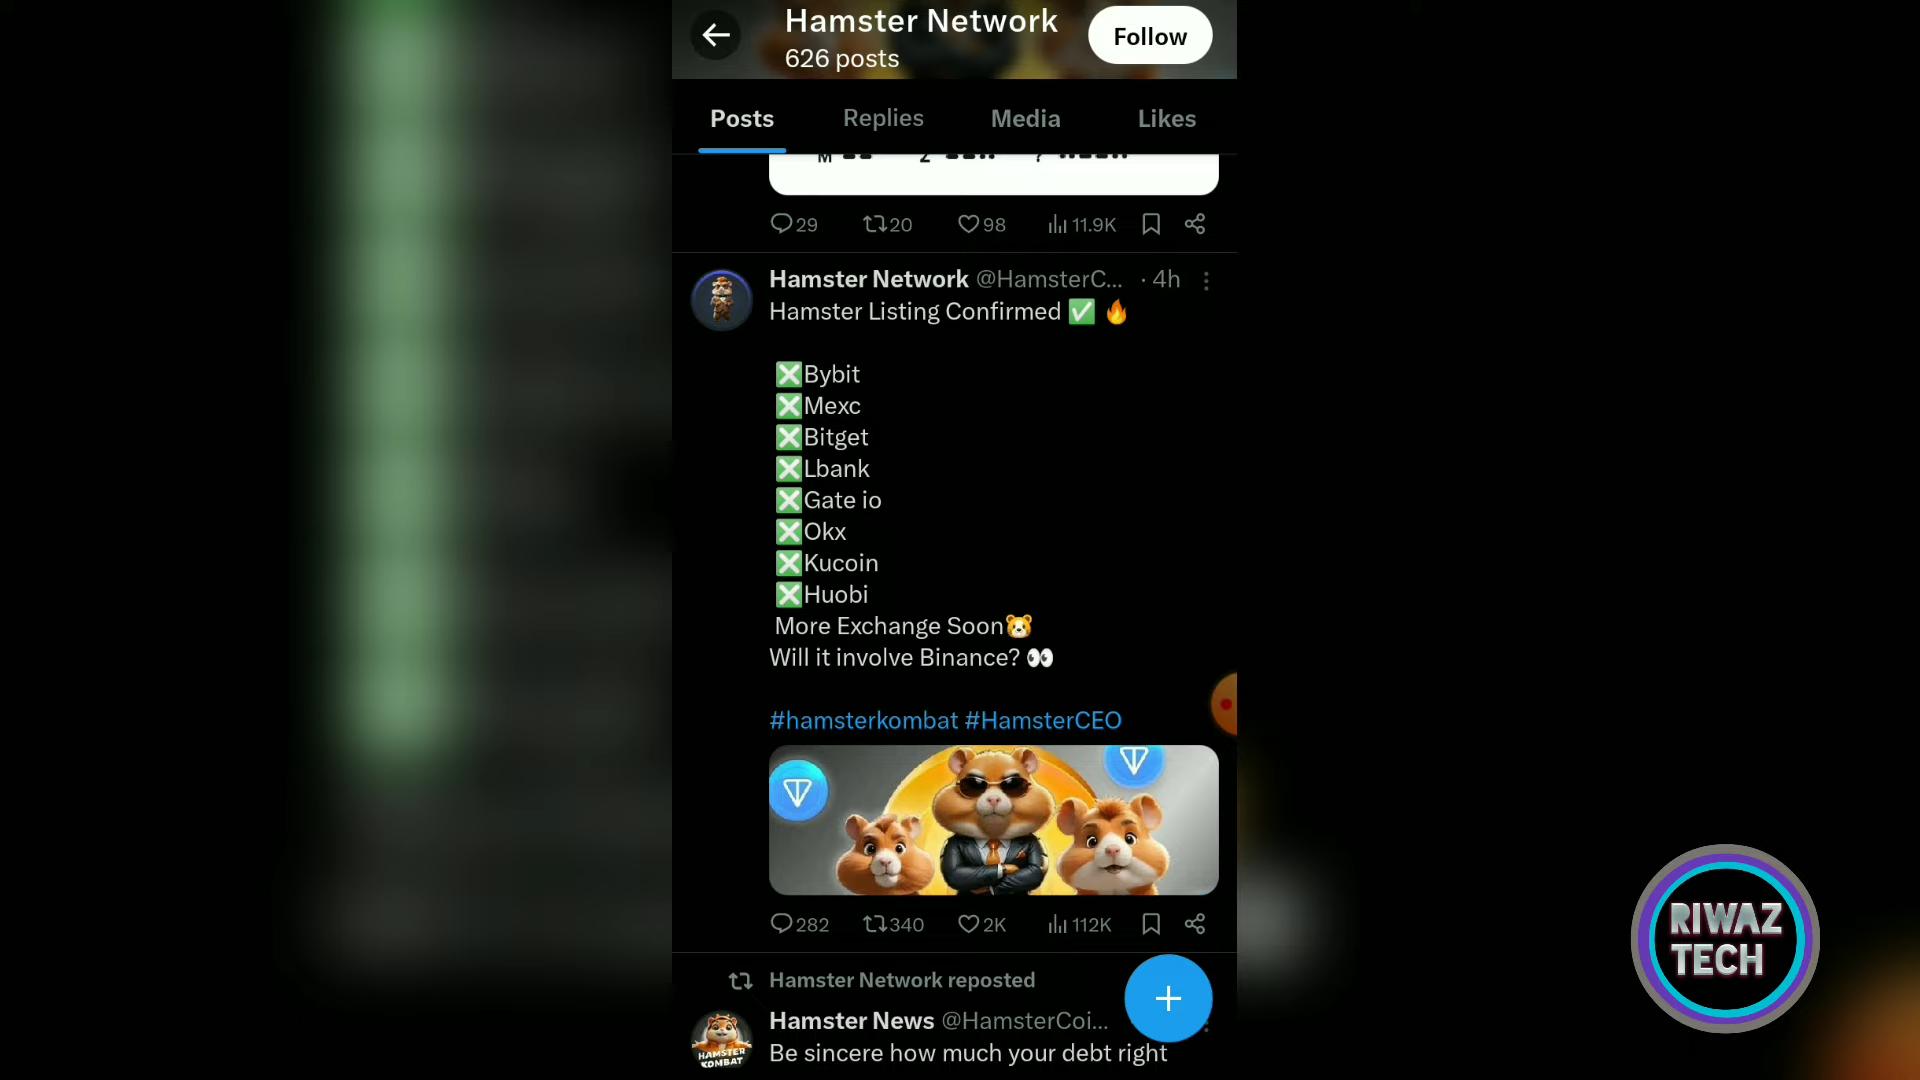 Hamster Network
626 posts
Follow
Posts Replies Media Likes
29 20 98 11.9K
Hamster Network @HamsterC... · 4h
Hamster Listing Confirmed ✅ 🔥
❎Bybit
❎Mexc
❎Bitget
❎Lbank
❎Gate io
❎Okx
❎Kucoin
❎Huobi
More Exchange Soon🐹
Will it involve Binance? 👀
#hamsterkombat #HamsterCEO
282 340 2K 112K
Hamster Network reposted
Hamster News @HamsterCoi...
Be sincere how much your debt right
HAMSTER
KOMBAT
RIWAZ
TECH